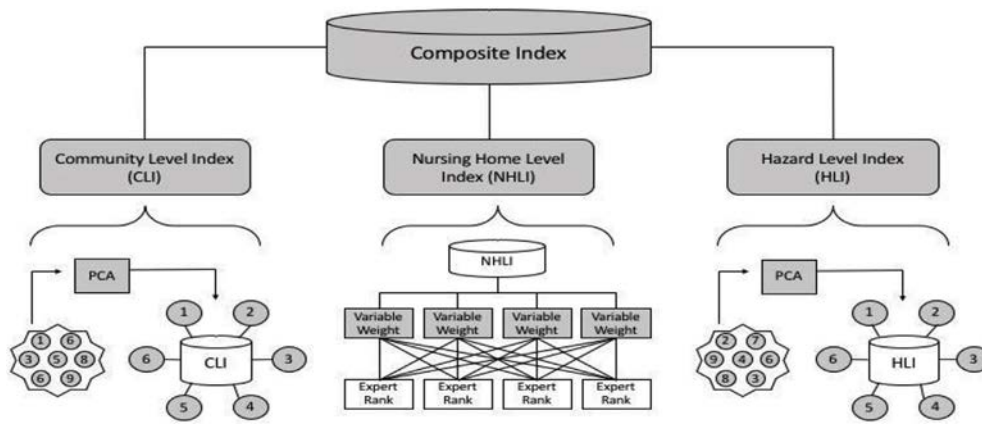 Composite Index
Community Level Index
(CLI)
Nursing Home Level
Index (NHLI)
Hazard Level Index
(HLI)
PCA
1 6
3 5 8
6 9
1 2
6 CLI 3
5 4
NHLI
Variable Weight
Variable Weight
Variable Weight
Variable Weight
Expert Rank
Expert Rank
Expert Rank
Expert Rank
PCA
2 7
9 4 6
8 3
1 2
6 HLI 3
5 4